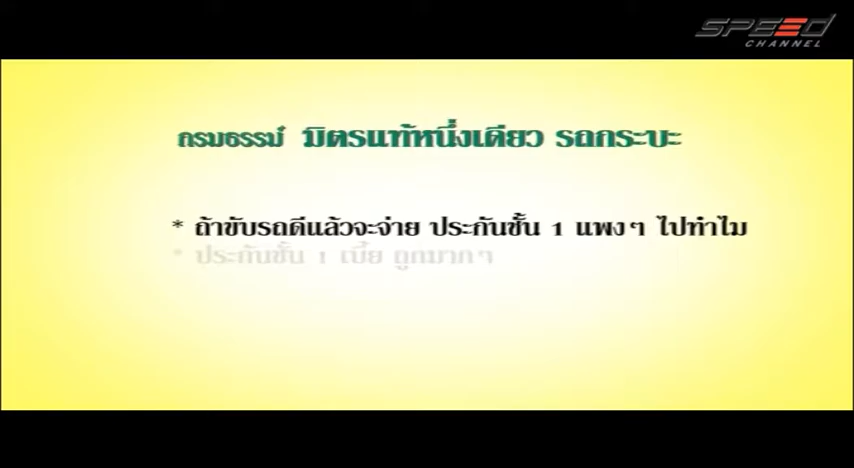 SPEED
CHANNEL
กรมธรรม์ มิตรแท้หนึ่งเดียว รถกระบะ
* ถ้าขับรถดีแล้วจะจ่าย ประกันชั้น 1 แพงๆ ไปทำไม
* ประกันชั้น 1 เบี้ย ถูกมากๆ